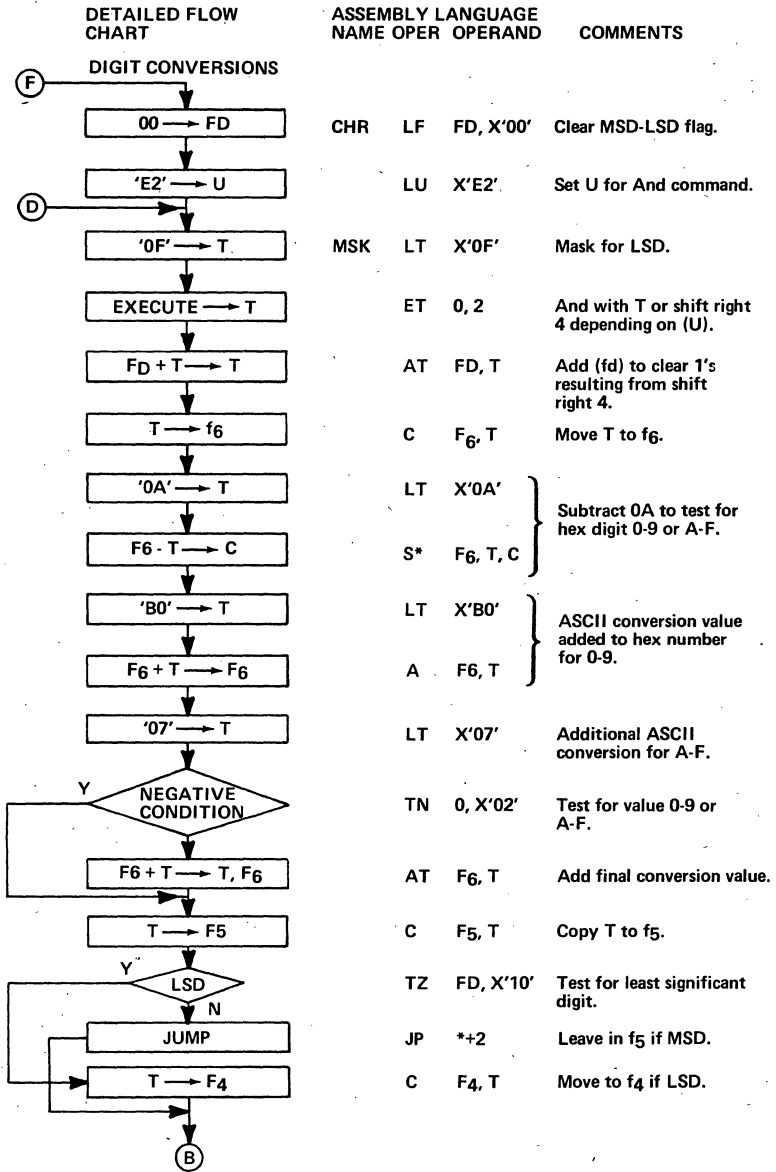 DETAILED FLOW CHART
ASSEMBLY LANGUAGE
NAME OPER OPERAND COMMENTS
DIGIT CONVERSIONS
F
00 → FD CHR LF FD, X'00' Clear MSD-LSD flag.
'E2' → U LU X'E2' Set U for And command.
D
'0F' → T MSK LT X'0F' Mask for LSD.
EXECUTE → T ET 0, 2 And with T or shift right
4 depending on (U).
FD + T → T AT FD, T Add (fd) to clear 1's
resulting from shift
right 4.
T → f6 C F6, T Move T to f6.
'0A' → T LT X'0A'
Subtract 0A to test for
hex digit 0-9 or A-F.
F6 - T → C S* F6, T, C
'B0' → T LT X'B0'
ASCII conversion value
added to hex number
for 0-9.
F6 + T → F6 A F6, T
'07' → T LT X'07' Additional ASCII
conversion for A-F.
Y
NEGATIVE
CONDITION TN 0, X'02' Test for value 0-9 or
A-F.
F6 + T → T, F6 AT F6, T Add final conversion value.
T → F5 C F5, T Copy T to f5.
Y
LSD TZ FD, X'10' Test for least significant
digit.
N
JUMP JP *+2 Leave in f5 if MSD.
T → F4 C F4, T Move to f4 if LSD.
B